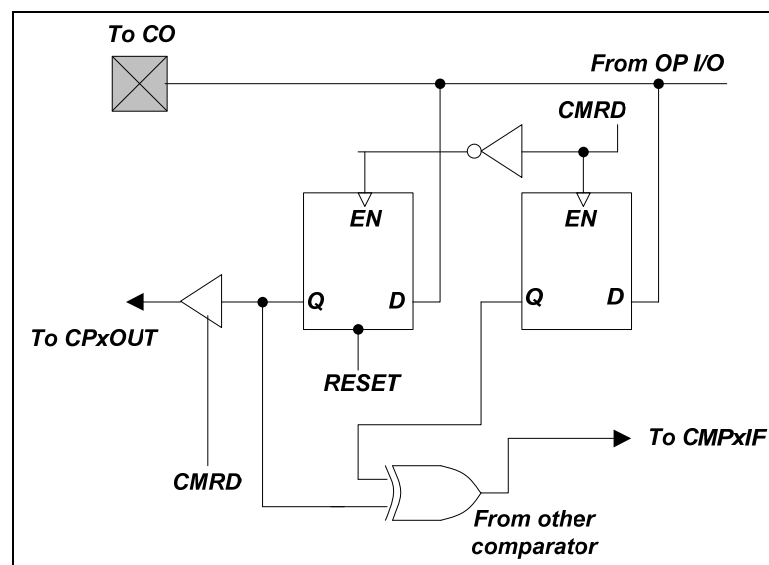 To CO
From OP I/O
CMRD
EN
EN
Q
D
Q
D
To CPxOUT
RESET
To CMPxIF
CMRD
From other
comparator